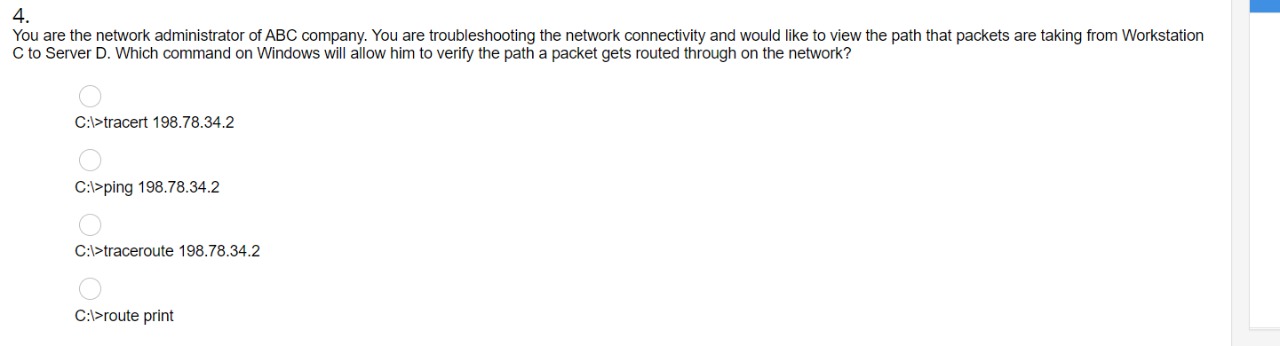 4.
You are the network administrator of ABC company. You are troubleshooting the network connectivity and would like to view the path that packets are taking from Workstation
C to Server D. Which command on Windows will allow him to verify the path a packet gets routed through on the network?
C:\>tracert 198.78.34.2
C:\>ping 198.78.34.2
C:\>traceroute 198.78.34.2
C:\>route print